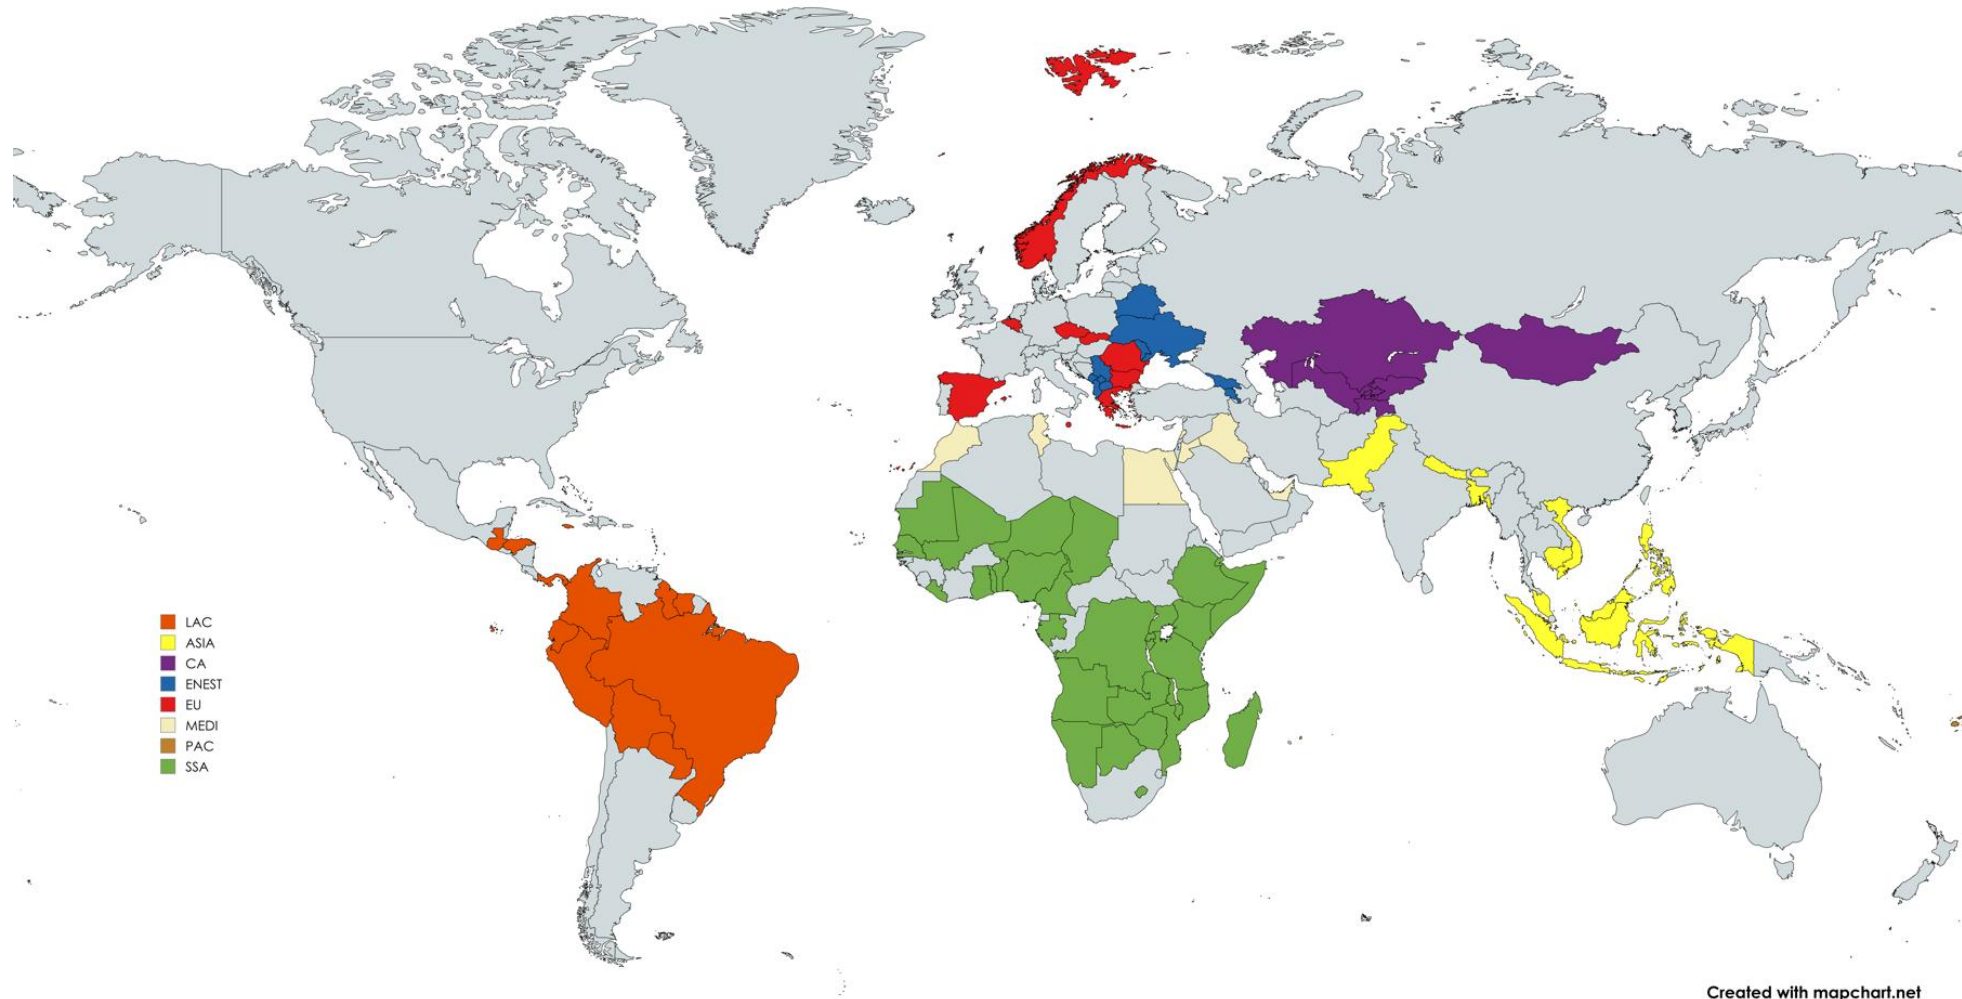 LAC
ASIA
CA
ENEST
EU
MEDI
PAC
SSA
Created with mapchart.net